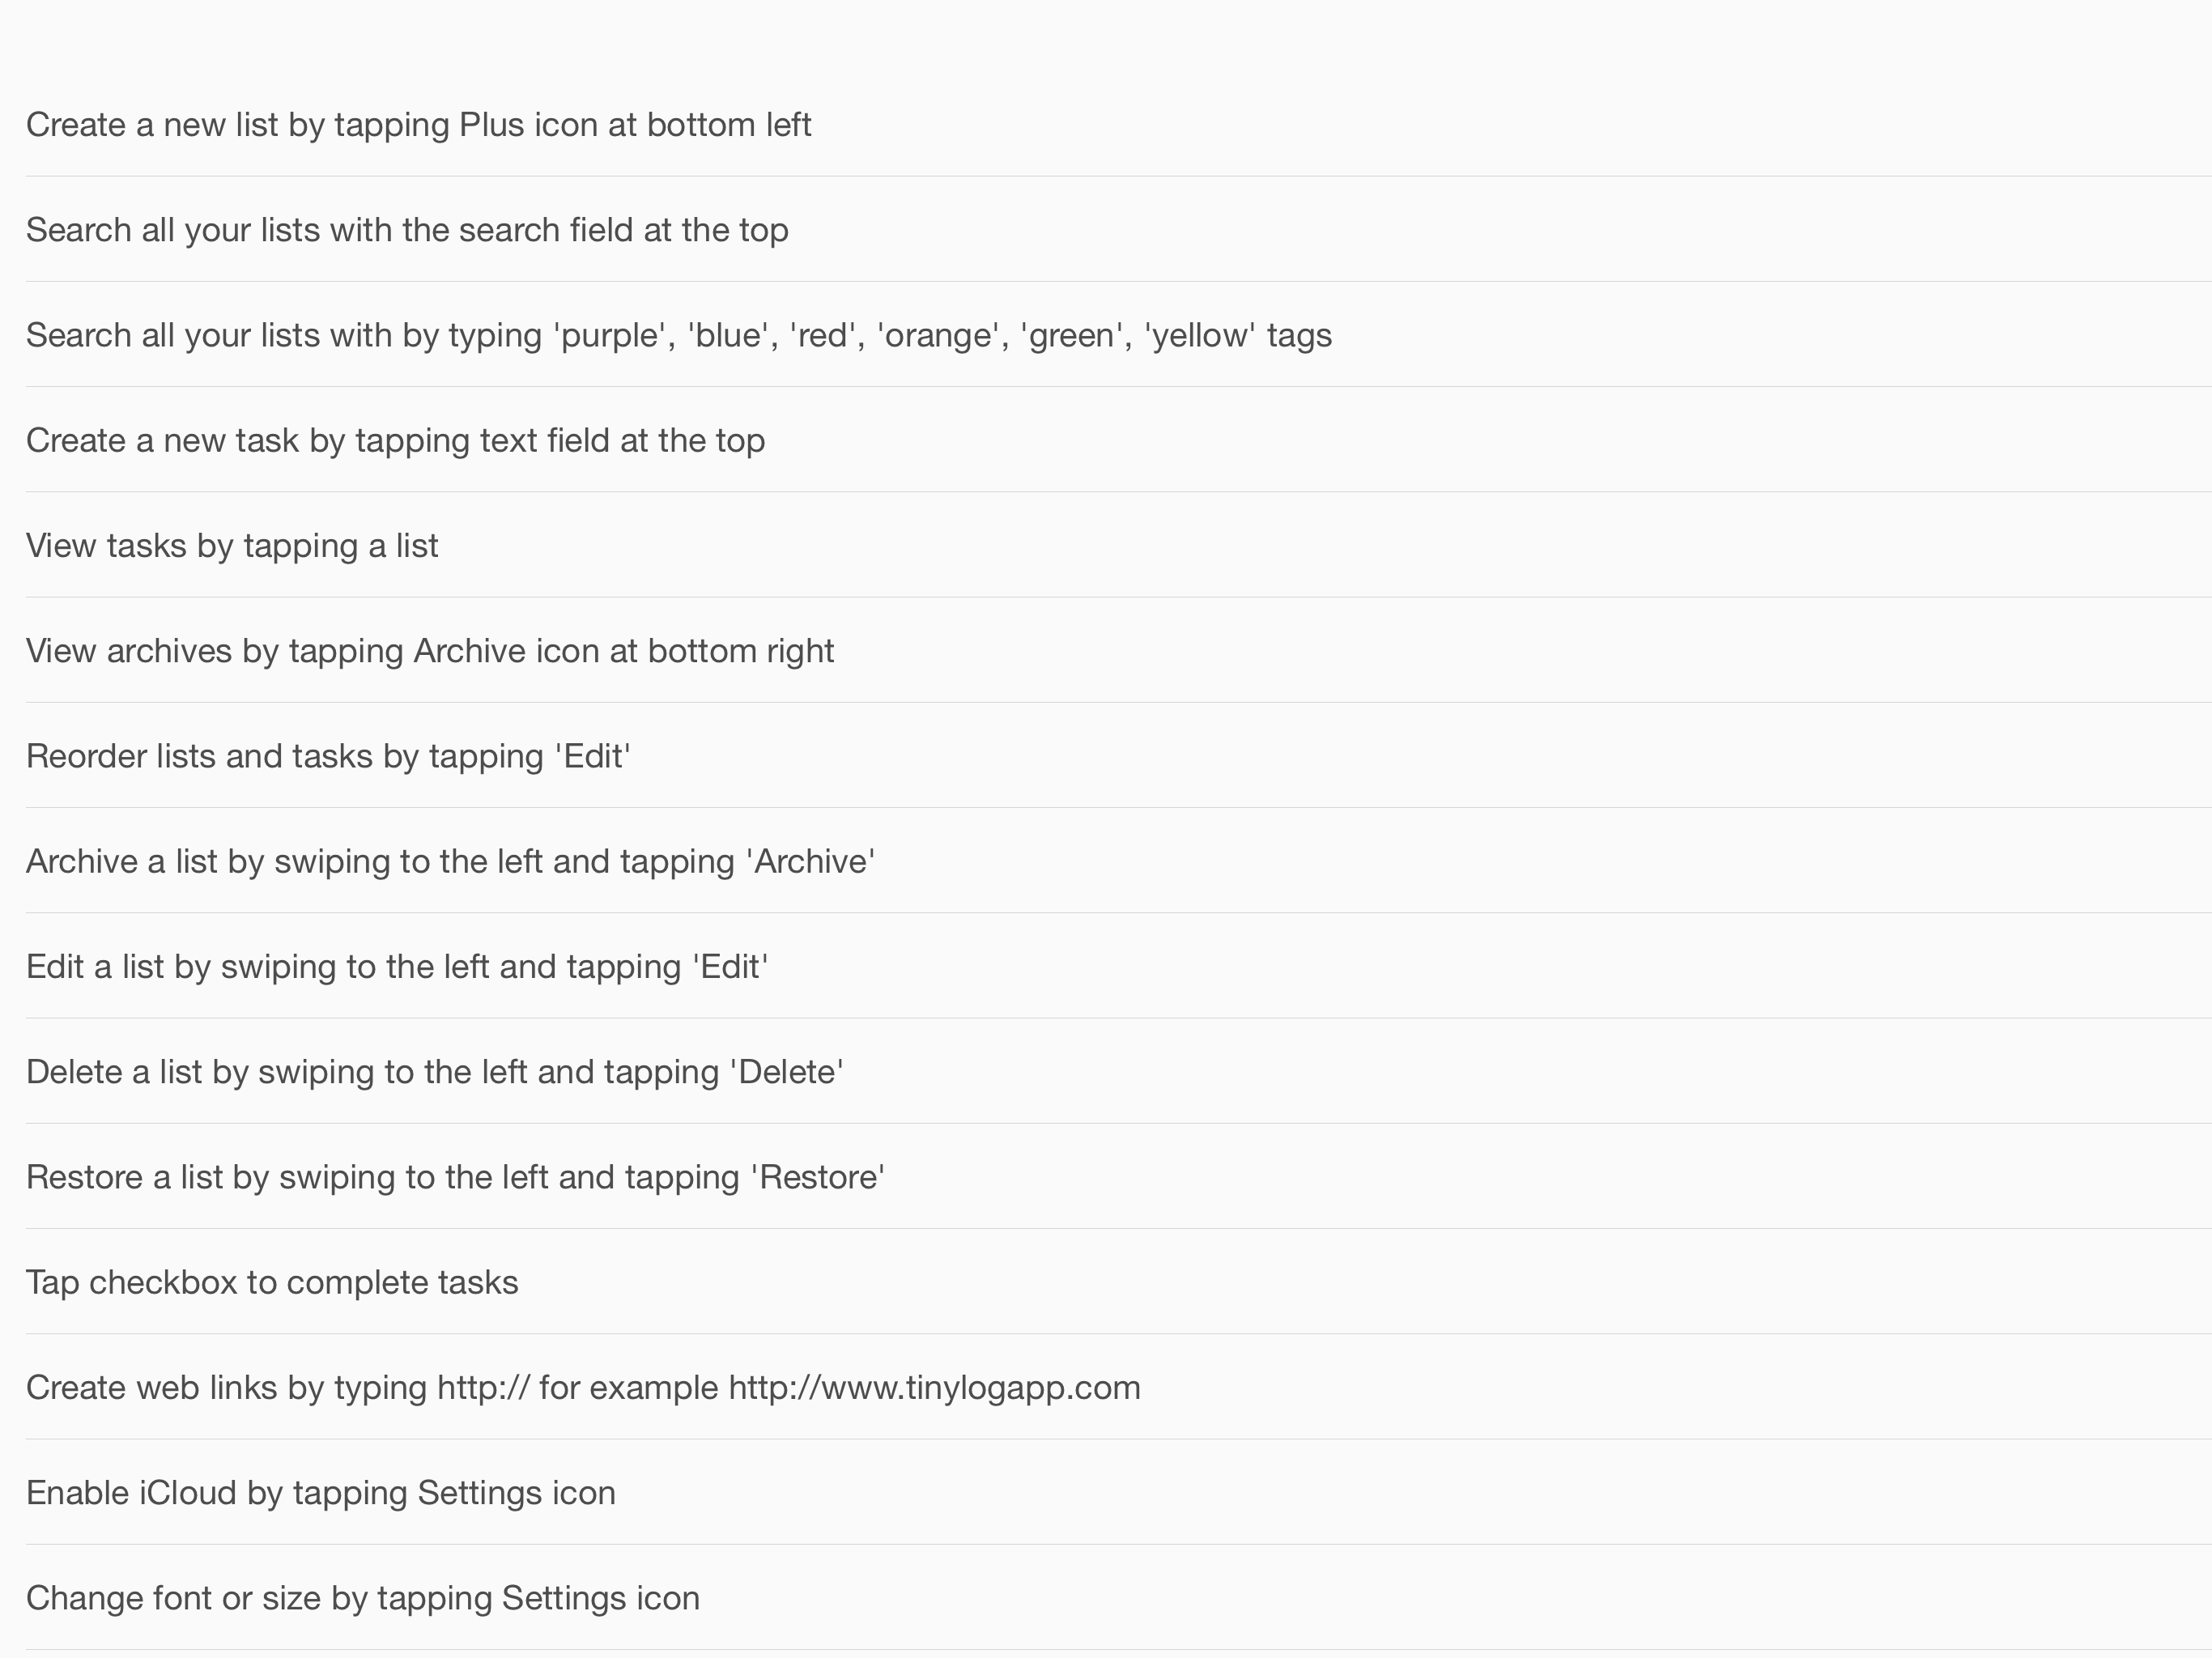 Create a new list by tapping Plus icon at bottom left
Search all your lists with the search field at the top
Search all your lists with by typing 'purple', 'blue', 'red', 'orange', 'green', 'yellow' tags
Create a new task by tapping text field at the top
View tasks by tapping a list
View archives by tapping Archive icon at bottom right
Reorder lists and tasks by tapping 'Edit'
Archive a list by swiping to the left and tapping 'Archive'
Edit a list by swiping to the left and tapping 'Edit'
Delete a list by swiping to the left and tapping 'Delete'
Restore a list by swiping to the left and tapping 'Restore'
Tap checkbox to complete tasks
Create web links by typing http:// for example http://www.tinylogapp.com
Enable iCloud by tapping Settings icon
Change font or size by tapping Settings icon